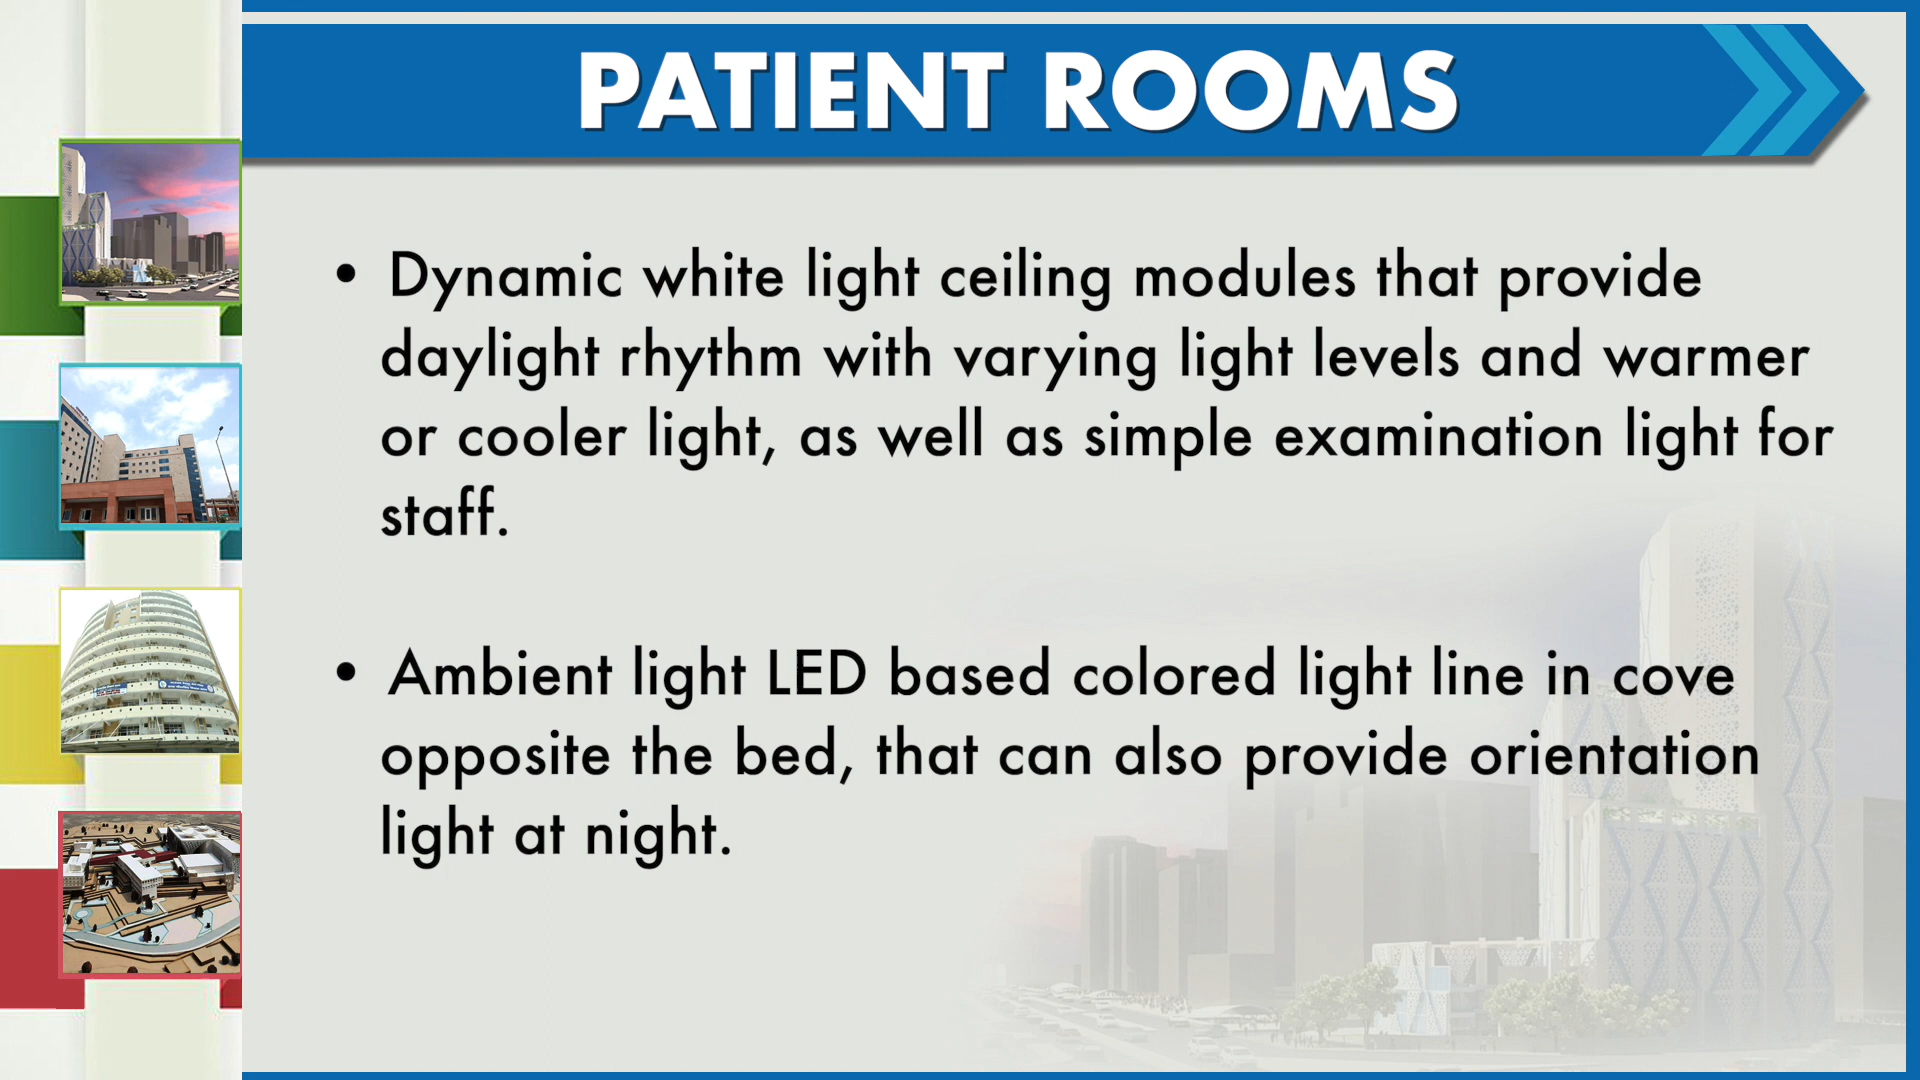 PATIENT ROOMS
• Dynamic white light ceiling modules that provide
daylight rhythm with varying light levels and warmer
or cooler light, as well as simple examination light for
staff.
• Ambient light LED based colored light line in cove
opposite the bed, that can also provide orientation
light at night.